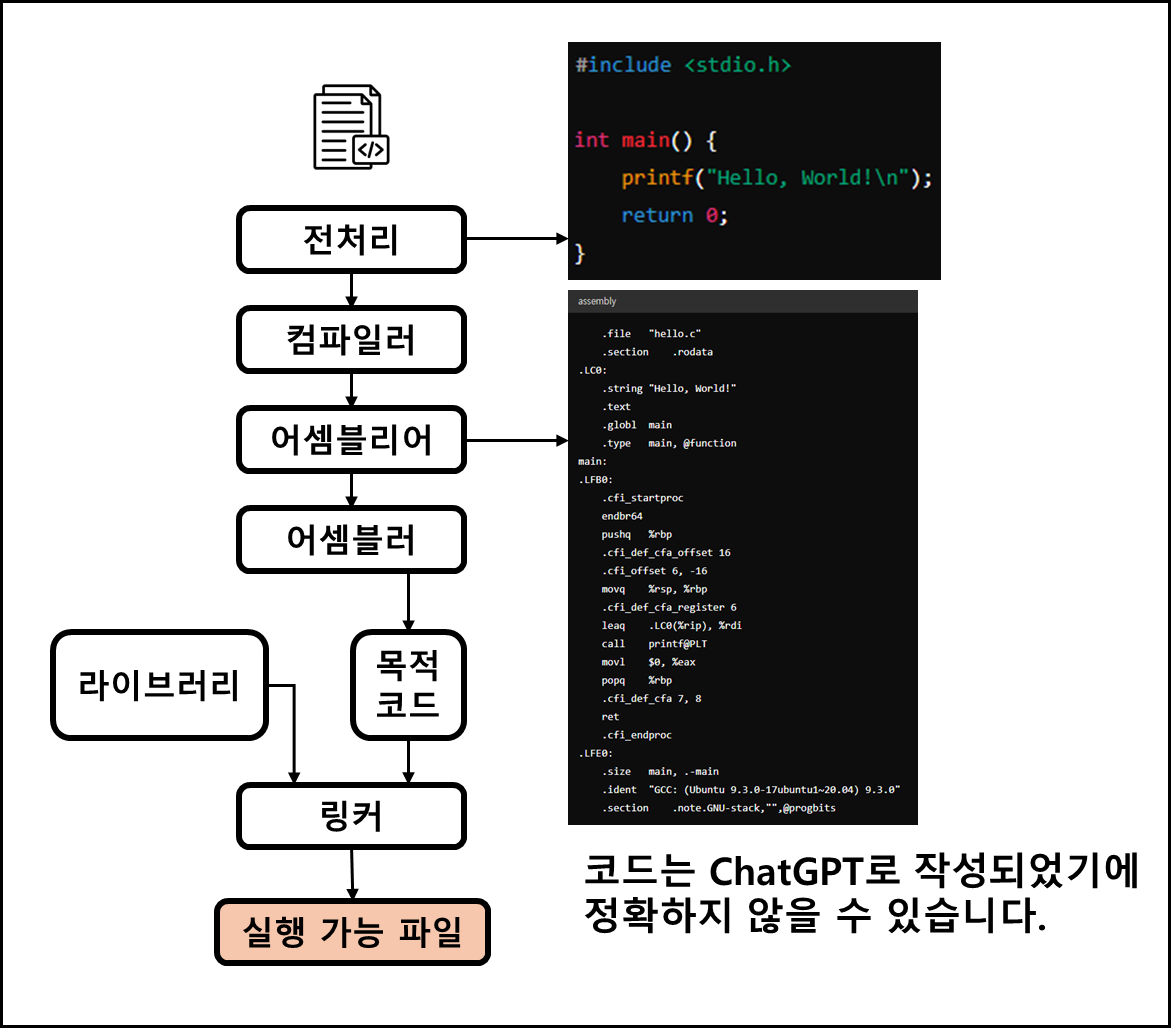 </>
#include <stdio.h>
int main() {
    printf("Hello, World!\n");
    return 0;
}
전처리
컴파일러
어셈블리어
어셈블러
라이브러리
목적
코드
링커
실행 가능 파일
assembly
    .file   "hello.c"
    .section    .rodata
.LC0:
    .string "Hello, World!"
    .text
    .globl  main
    .type   main, @function
main:
.LFB0:
    .cfi_startproc
    endbr64
    pushq   %rbp
    .cfi_def_cfa_offset 16
    .cfi_offset 6, -16
    movq    %rsp, %rbp
    .cfi_def_cfa_register 6
    leaq    .LC0(%rip), %rdi
    call    printf@PLT
    movl    $0, %eax
    popq    %rbp
    .cfi_def_cfa 7, 8
    ret
    .cfi_endproc
.LFE0:
    .size   main, .-main
    .ident  "GCC: (Ubuntu 9.3.0-17ubuntu1~20.04) 9.3.0"
    .section    .note.GNU-stack,"",@progbits
코드는 ChatGPT로 작성되었기에
정확하지 않을 수 있습니다.